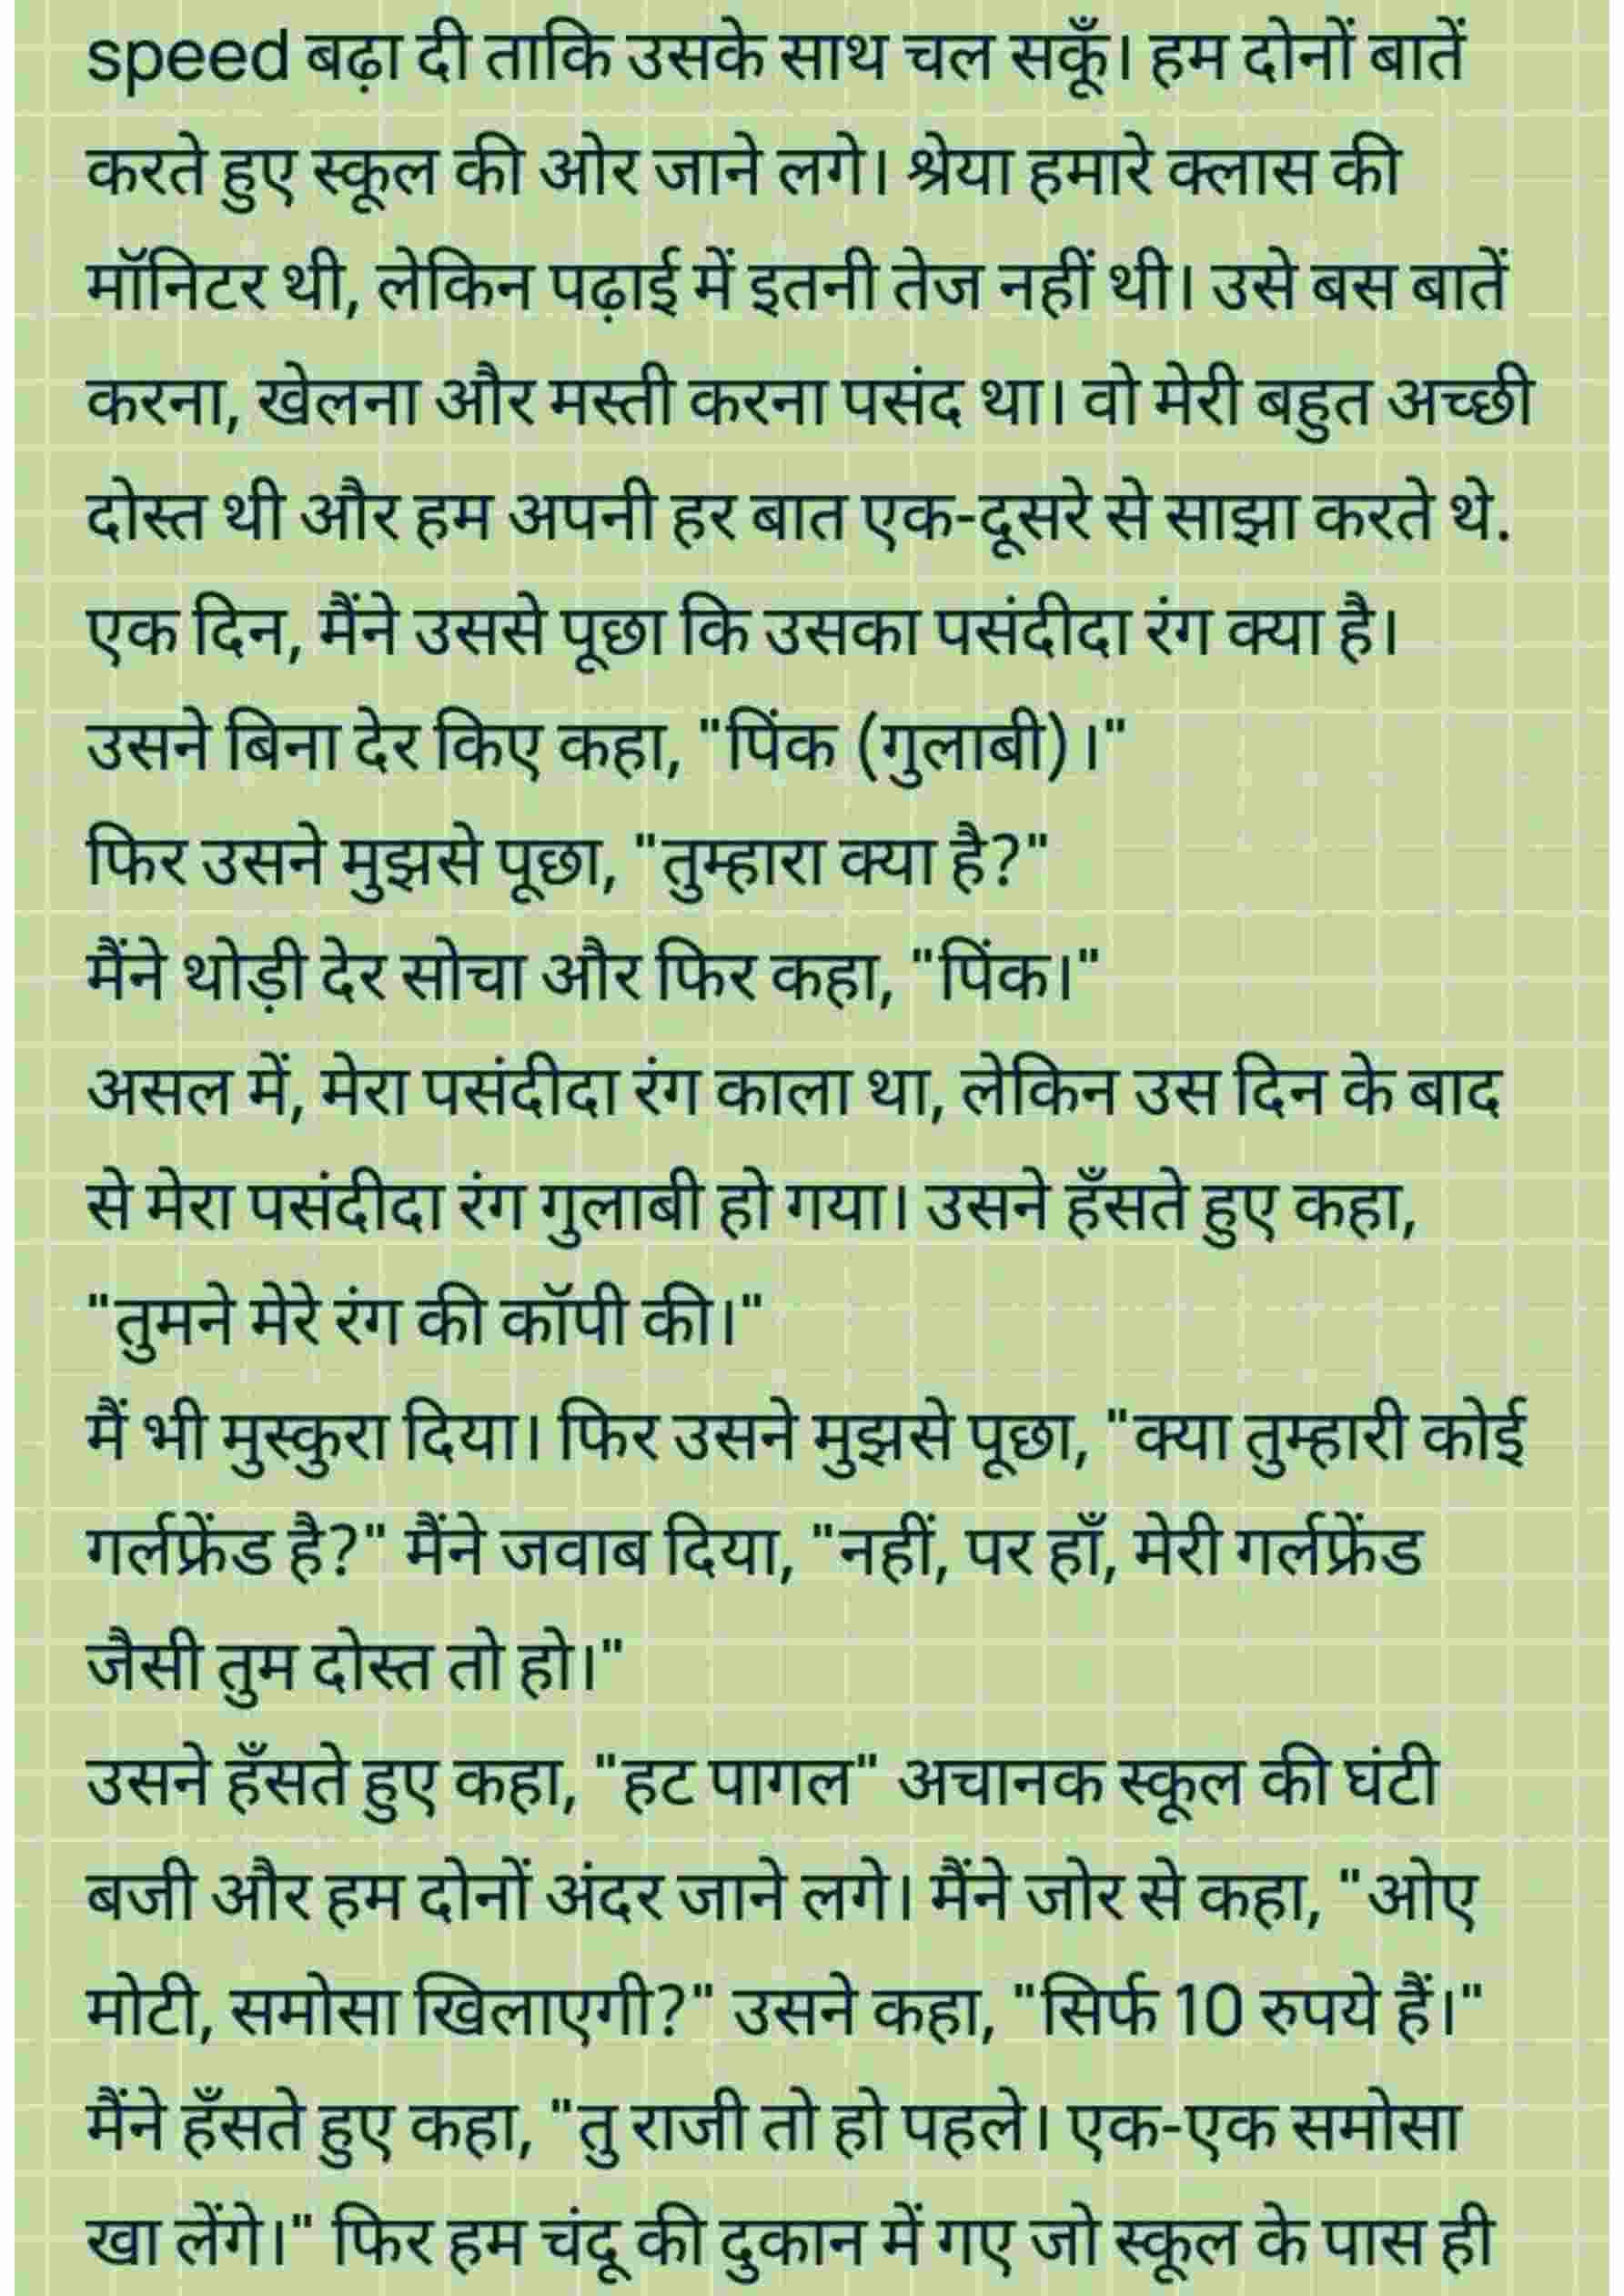 speed बढ़ा दी ताकि उसके साथ चल सकूँ। हम दोनों बातें
करते हुए स्कूल की ओर जाने लगे। श्रेया हमारे क्लास की
मॉनिटर थी, लेकिन पढ़ाई में इतनी तेज नहीं थी। उसे बस बातें
करना, खेलना और मस्ती करना पसंद था। वो मेरी बहुत अच्छी
दोस्त थी और हम अपनी हर बात एक-दूसरे से साझा करते थे.
एक दिन, मैंने उससे पूछा कि उसका पसंदीदा रंग क्या है।
उसने बिना देर किए कहा, "पिंक (गुलाबी)।"
फिर उसने मुझसे पूछा, "तुम्हारा क्या है?"
मैंने थोड़ी देर सोचा और फिर कहा, "पिंक।"
असल में, मेरा पसंदीदा रंग काला था, लेकिन उस दिन के बाद
से मेरा पसंदीदा रंग गुलाबी हो गया। उसने हँसते हुए कहा,
"तुमने मेरे रंग की कॉपी की।"
मैं भी मुस्कुरा दिया। फिर उसने मुझसे पूछा, "क्या तुम्हारी कोई
गर्लफ्रेंड है?" मैंने जवाब दिया, "नहीं, पर हाँ, मेरी गर्लफ्रेंड
जैसी तुम दोस्त तो हो।"
उसने हँसते हुए कहा, "हट पागल" अचानक स्कूल की घंटी
बजी और हम दोनों अंदर जाने लगे। मैंने जोर से कहा, "ओए
मोटी, समोसा खिलाएगी?" उसने कहा, "सिर्फ 10 रुपये हैं।"
मैंने हँसते हुए कहा, "तु राजी तो हो पहले। एक-एक समोसा
खा लेंगे।" फिर हम चंदू की दुकान में गए जो स्कूल के पास ही